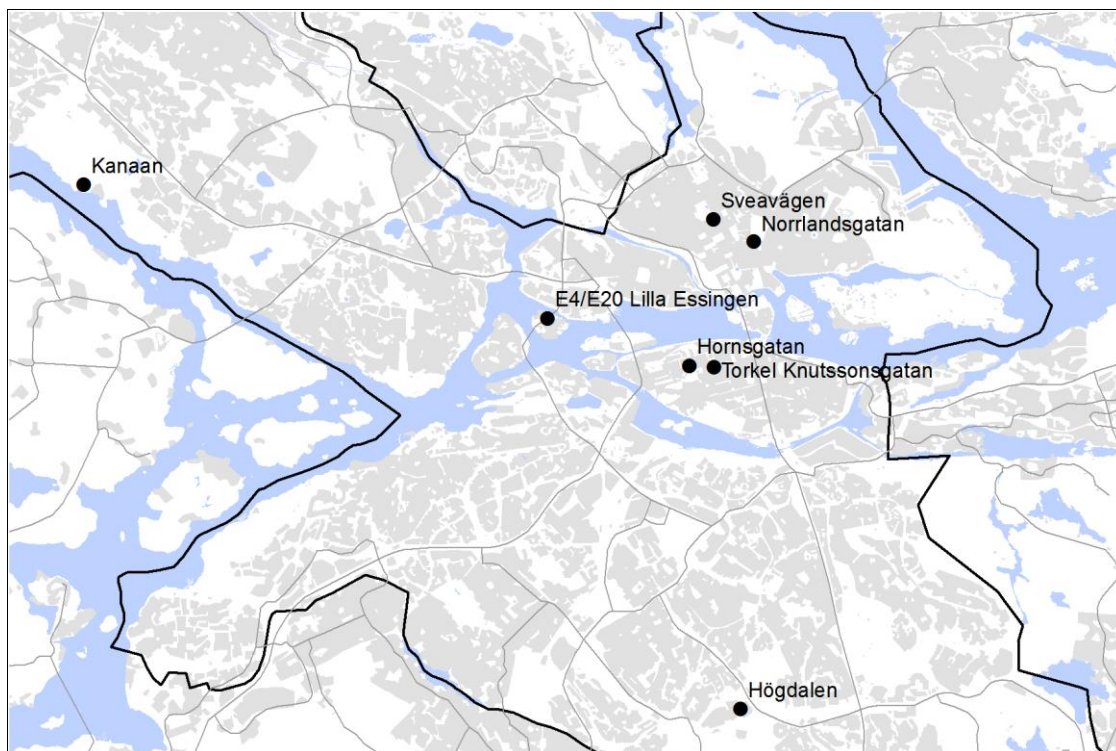 Kanaan
Sveavägen
Norrlandsgatan
E4/E20 Lilla Essingen
Hornsgatan
Torkel Knutssonsgatan
Högdalen